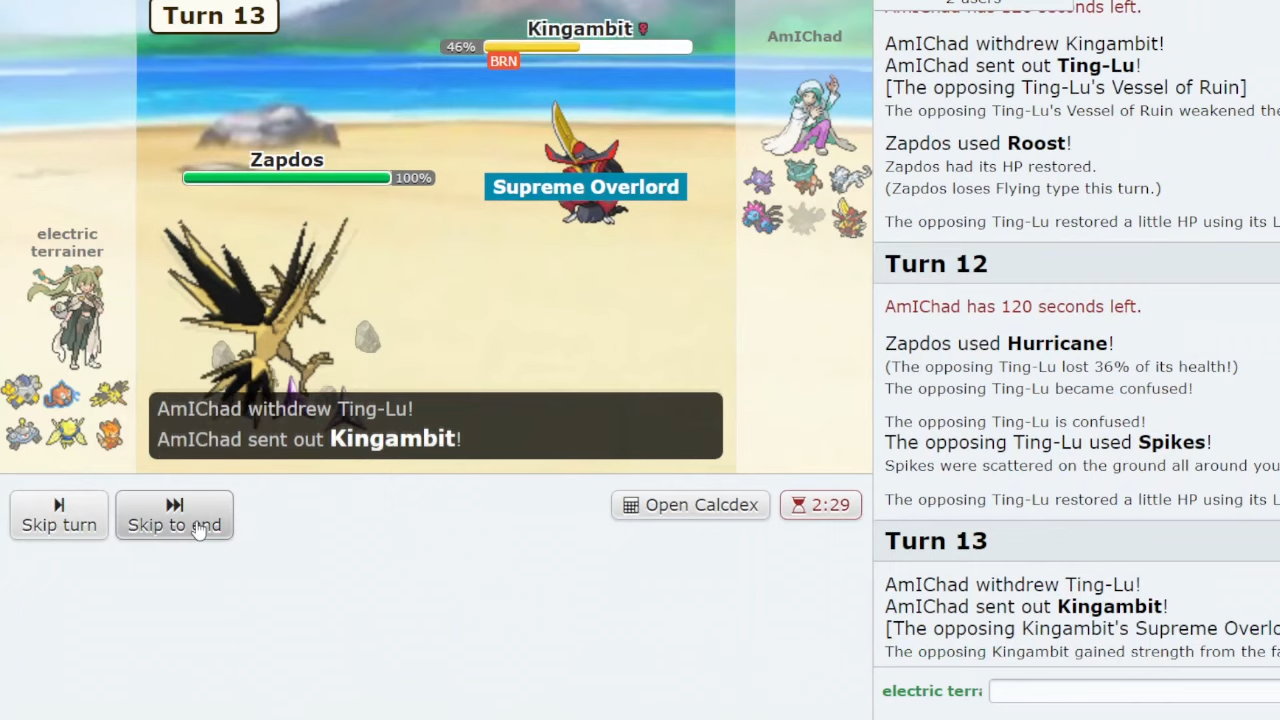 Turn 13
Kingambit
46%
BRN
Zapdos
100%
Supreme Overlord
electric
terrainer
AmIChad
AmIChad withdrew Ting-Lu!
AmIChad sent out Kingambit!
Skip turn
Skip to end
Open Calcdex
2:29
2 users
AmIChad has 120 seconds left.
AmIChad withdrew Kingambit!
AmIChad sent out Ting-Lu!
[The opposing Ting-Lu's Vessel of Ruin]
The opposing Ting-Lu's Vessel of Ruin weakened the
Zapdos used Roost!
Zapdos had its HP restored.
(Zapdos loses Flying type this turn.)
The opposing Ting-Lu restored a little HP using its L
Turn 12
AmIChad has 120 seconds left.
Zapdos used Hurricane!
(The opposing Ting-Lu lost 36% of its health!)
The opposing Ting-Lu became confused!
The opposing Ting-Lu is confused!
The opposing Ting-Lu used Spikes!
Spikes were scattered on the ground all around you
The opposing Ting-Lu restored a little HP using its L
Turn 13
AmIChad withdrew Ting-Lu!
AmIChad sent out Kingambit!
[The opposing Kingambit's Supreme Overlo
The opposing Kingambit gained strength from the fa
electric terra